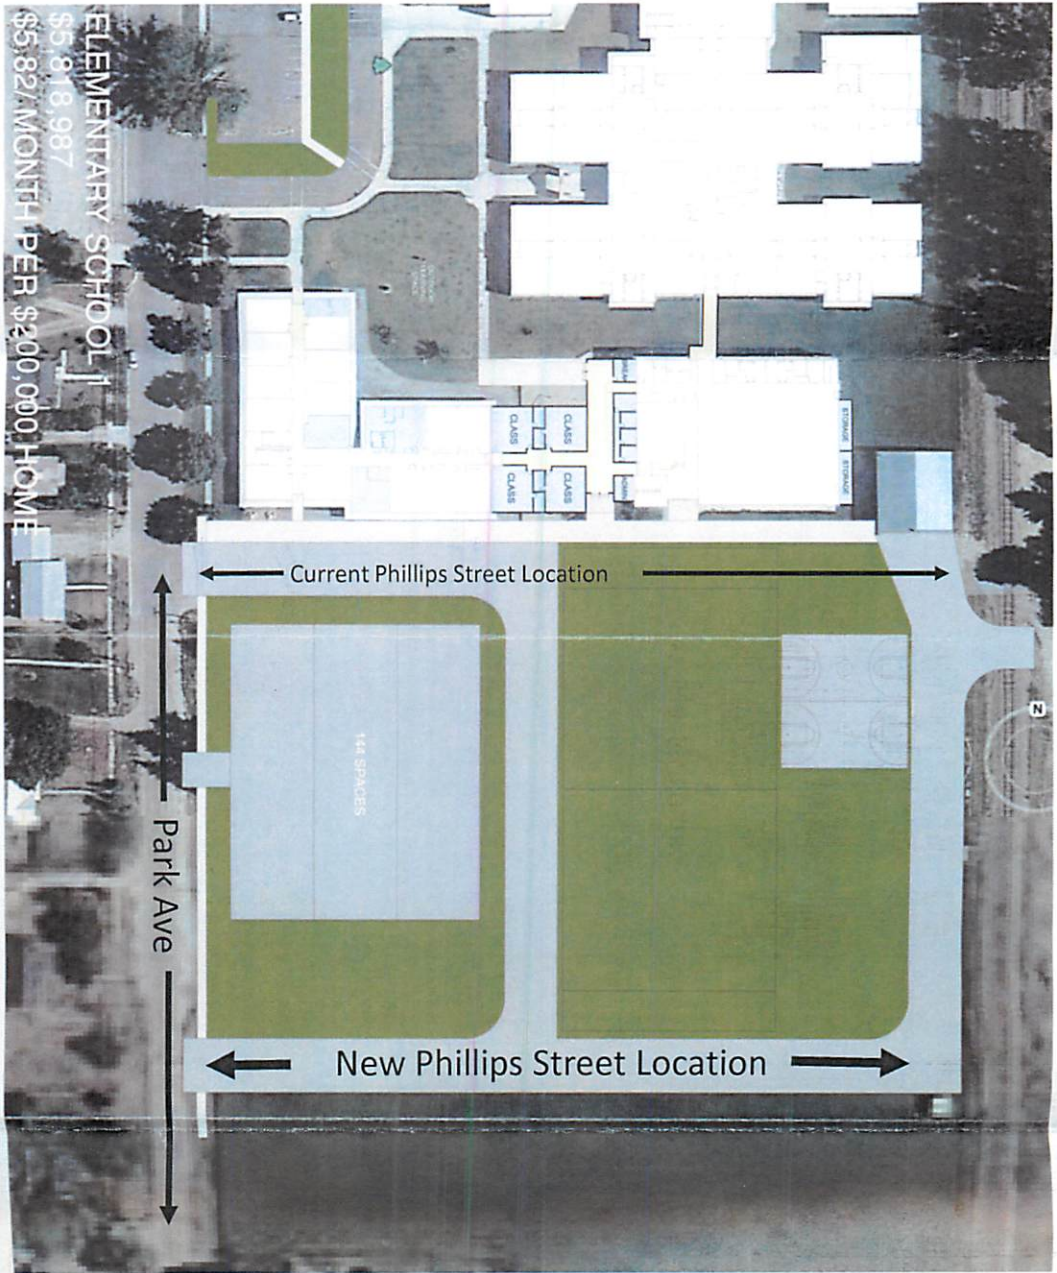 ELEMENTARY SCHOOL
$5,818,987
$5.82/ MONTH PER $200,000 HOME
STORAGE
STORAGE
CLASS
CLASS
CLASS
CLASS
ADMIN
Current Phillips Street Location
N
144 SPACES
Park Ave
New Phillips Street Location